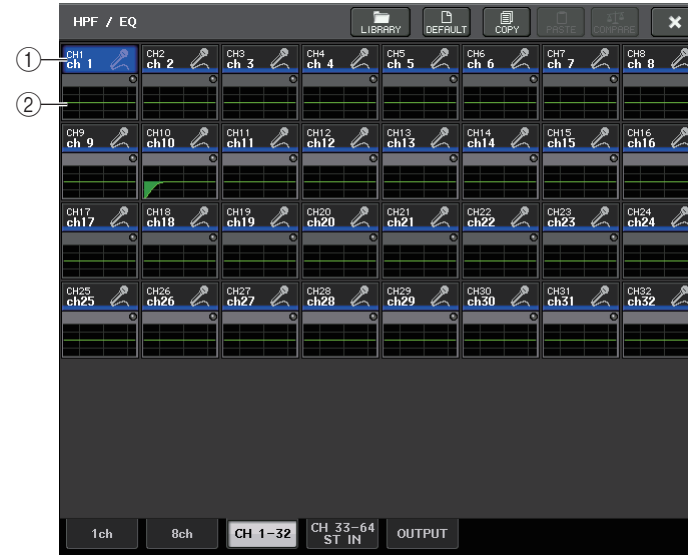 HPF / EQ
LIBRARY
DEFAULT
COPY
PASTE
COMPARE
1
CH1
ch 1
CH2
ch 2
CH3
ch 3
CH4
ch 4
CH5
ch 5
CH6
ch 6
CH7
ch 7
CH8
ch 8
2
CH9
ch 9
CH10
ch10
CH11
ch11
CH12
ch12
CH13
ch13
CH14
ch14
CH15
ch15
CH16
ch16
CH17
ch17
CH18
ch18
CH19
ch19
CH20
ch20
CH21
ch21
CH22
ch22
CH23
ch23
CH24
ch24
CH25
ch25
CH26
ch26
CH27
ch27
CH28
ch28
CH29
ch29
CH30
ch30
CH31
ch31
CH32
ch32
1ch
8ch
CH 1-32
CH 33-64
ST IN
OUTPUT